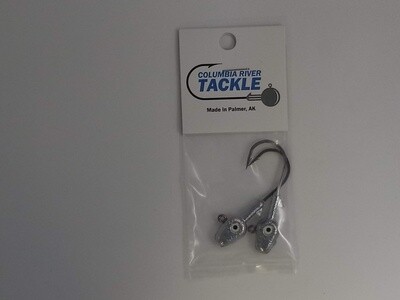 COLUMBIA RIVER
TACKLE
Made in Palmer, AK